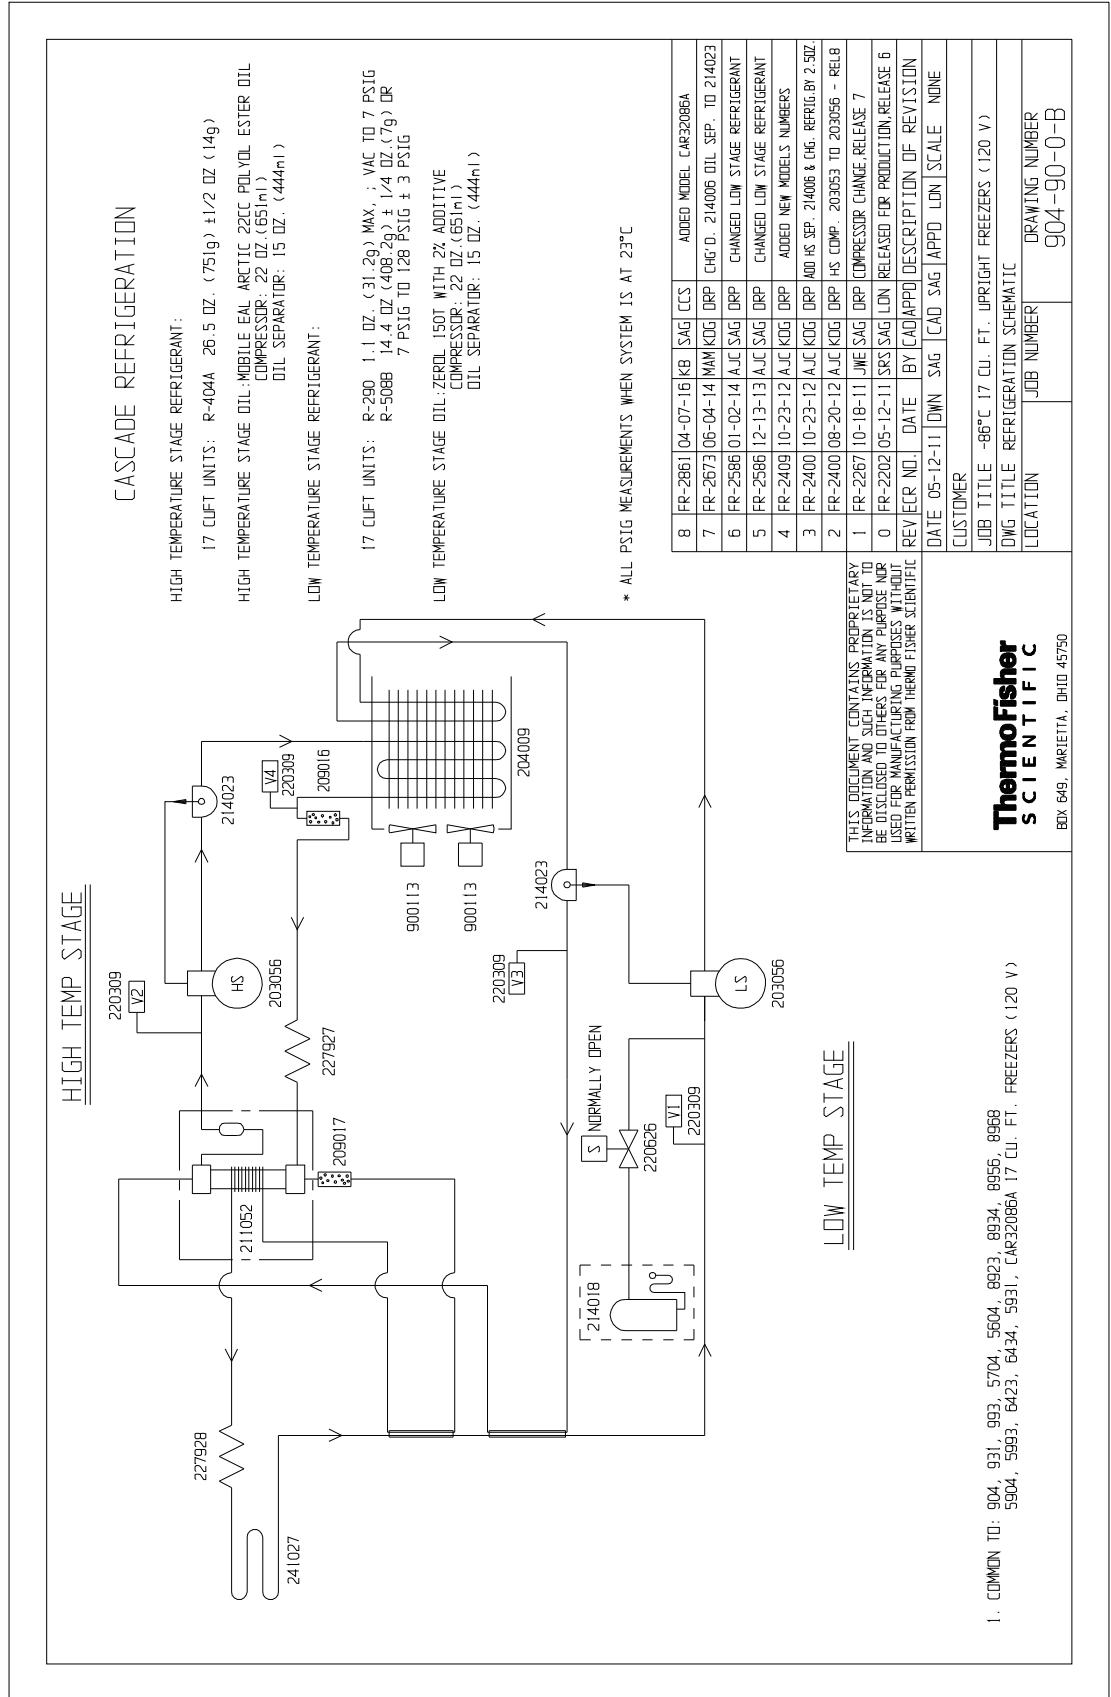 HIGH TEMP STAGE
220309
V2
HS
203056
214023
V4
220309
209016
204009
900113
900113
227927
209017
211052
227928
241027
214018
S
NORMALLY OPEN
220626
V1
220309
220309
V3
214023
LS
203056
LOW TEMP STAGE
1. COMMON TO: 904, 931, 993, 5704, 5604, 8923, 8934, 8956, 8968
5904, 5993, 6423, 6434, 5931, CAR32086A 17 CU. FT. FREEZERS (120 V)
CASCADE REFRIGERATION
HIGH TEMPERATURE STAGE REFRIGERANT:
17 CUFT UNITS: R-404A 26.5 OZ. (751g) ±1/2 OZ (14g)
HIGH TEMPERATURE STAGE OIL:MOBILE EAL ARCTIC 22CC POLYOL ESTER OIL
COMPRESSOR: 22 OZ.(651ml)
OIL SEPARATOR: 15 OZ. (444ml)
LOW TEMPERATURE STAGE REFRIGERANT:
17 CUFT UNITS: R-290 1.1 OZ. (31.2g) MAX, ; VAC TO 7 PSIG
R-508B 14.4 OZ (408.2g) ± 1/4 OZ.(7g) OR
7 PSIG TO 128 PSIG ± 3 PSIG
LOW TEMPERATURE STAGE OIL:ZEROL 150T WITH 2% ADDITIVE
COMPRESSOR: 22 OZ.(651ml)
OIL SEPARATOR: 15 OZ. (444ml)
* ALL PSIG MEASUREMENTS WHEN SYSTEM IS AT 23°C
8 FR-2861 04-07-16 KB SAG CCS ADDED MODEL CAR32086A
7 FR-2673 06-04-14 MAM KDG DRP CHG'D. 214006 OIL SEP. TO 214023
6 FR-2586 01-02-14 AJC SAG DRP CHANGED LOW STAGE REFRIGERANT
5 FR-2586 12-13-13 AJC SAG DRP CHANGED LOW STAGE REFRIGERANT
4 FR-2409 10-23-12 AJC KDG DRP ADDED NEW MODELS NUMBERS
3 FR-2400 10-23-12 AJC KDG DRP ADD HS SEP. 214006 & CHG. REFRIG.BY 2.5OZ.
2 FR-2400 08-20-12 AJC KDG DRP HS COMP. 203053 TO 203056 - REL8
1 FR-2267 10-18-11 JWE SAG DRP COMPRESSOR CHANGE,RELEASE 7
0 FR-2202 05-12-11 SRS SAG LDN RELEASED FOR PRODUCTION,RELEASE 6
REV ECR NO. DATE BY CAD APPD DESCRIPTION OF REVISION
DATE 05-12-11 DWN SAG CAD SAG APPD LDN SCALE NONE
CUSTOMER
JOB TITLE -86°C 17 CU. FT. UPRIGHT FREEZERS (120 V)
DWG TITLE REFRIGERATION SCHEMATIC
LOCATION JOB NUMBER DRAWING NUMBER
904-90-0-B
THIS DOCUMENT CONTAINS PROPRIETARY
INFORMATION AND SUCH INFORMATION IS NOT TO
BE DISCLOSED TO OTHERS FOR ANY PURPOSE NOR
USED FOR MANUFACTURING PURPOSES WITHOUT
WRITTEN PERMISSION FROM THERMO FISHER SCIENTIFIC
ThermoFisher
SCIENTIFIC
BOX 649, MARIETTA, OHIO 45750